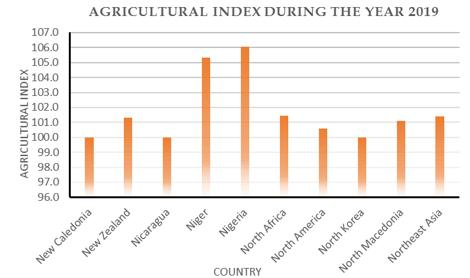 AGRICULTURAL INDEX DURING THE YEAR 2019
107.0
106.0
105.0
104.0
103.0
102.0
101.0
100.0
99.0
98.0
97.0
96.0
AGRICULTURAL INDEX
New Caledonia
New Zealand
Nicaragua
Niger
Nigeria
North Africa
North America
North Korea
North Macedonia
Northeast Asia
COUNTRY